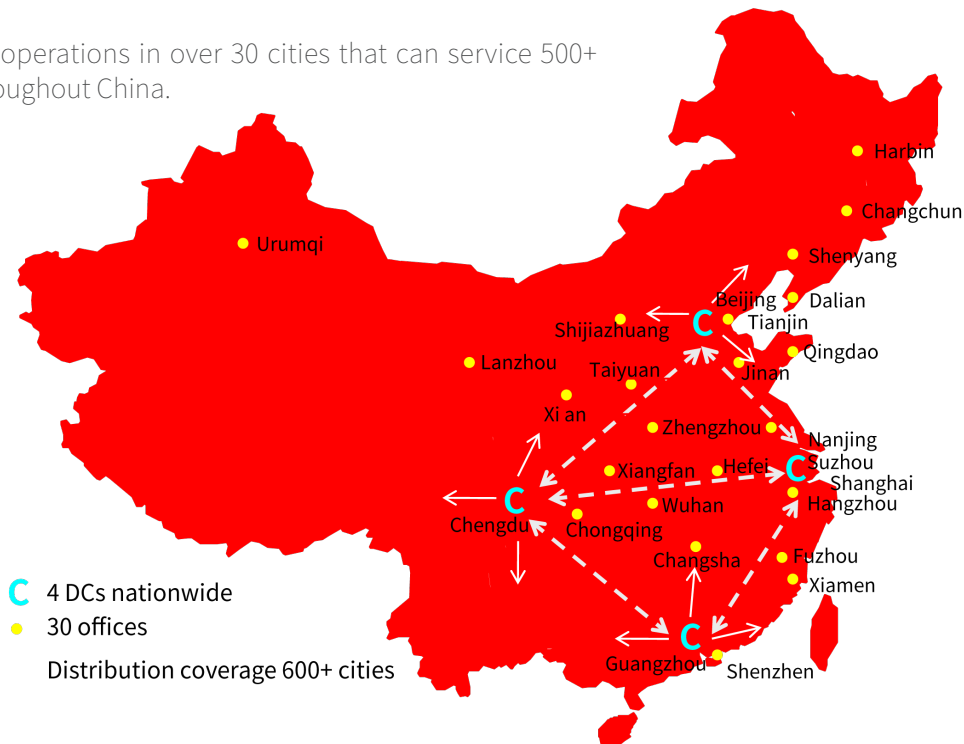 operations in over 30 cities that can service 500+
oughout China.
Harbin
Changchun
Urumqi
Shenyang
Beijing
Dalian
Shijiazhuang
Tianjin
Qingdao
Lanzhou
Taiyuan
Jinan
Xi an
Zhengzhou
Nanjing
Xiangfan
Hefei
Suzhou
Shanghai
Hangzhou
Wuhan
Chengdu
Chongqing
Changsha
Fuzhou
Xiamen
Guangzhou
Shenzhen
C 4 DCs nationwide
30 offices
Distribution coverage 600+ cities
C
C
C
C